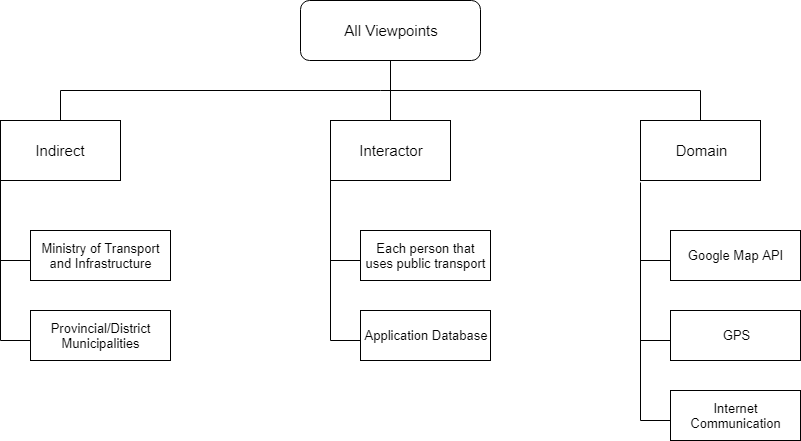 All Viewpoints
Indirect
Interactor
Domain
Ministry of Transport
and Infrastructure
Each person that
uses public transport
Google Map API
Provincial/District
Municipalities
Application Database
GPS
Internet
Communication